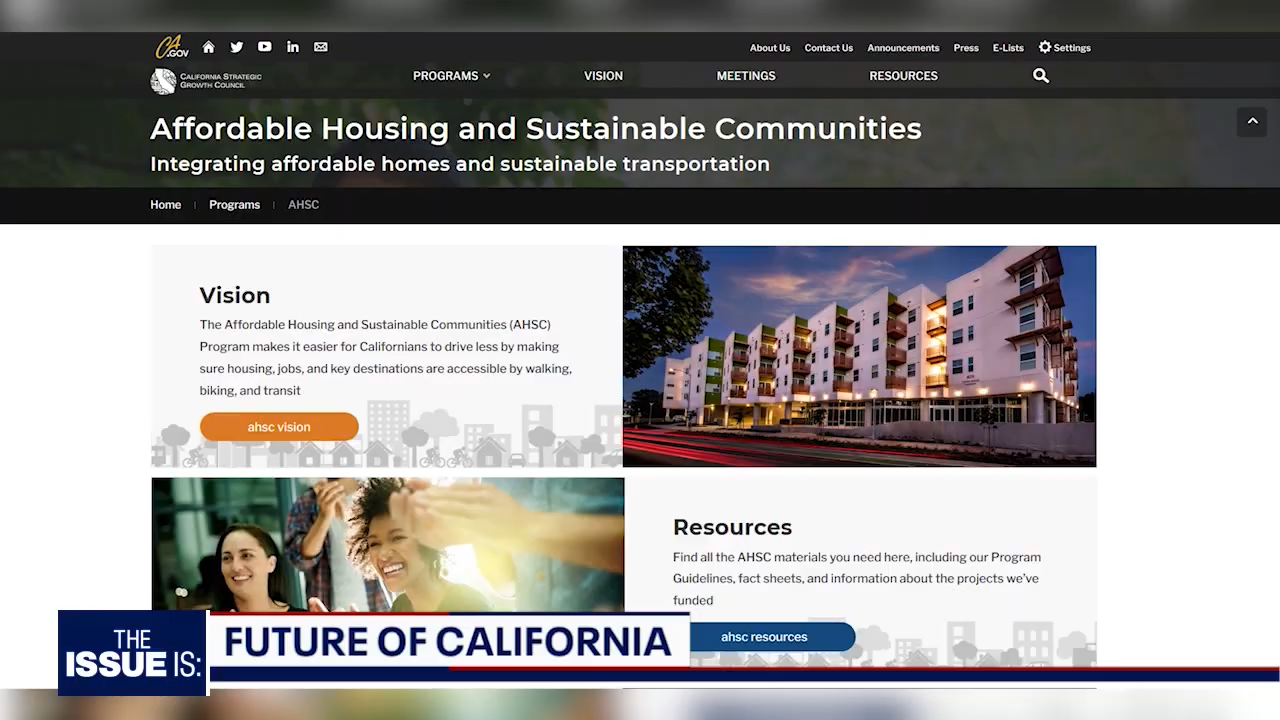 CA
.GOV
About Us
Contact Us
Announcements
Press
E-Lists
Settings
CALIFORNIA STRATEGIC
GROWTH COUNCIL
PROGRAMS
VISION
MEETINGS
RESOURCES
Affordable Housing and Sustainable Communities
Integrating affordable homes and sustainable transportation
Home
Programs
AHSC
Vision
The Affordable Housing and Sustainable Communities (AHSC)
Program makes it easier for Californians to drive less by making
sure housing, jobs, and key destinations are accessible by walking,
biking, and transit
ahsc vision
Resources
Find all the AHSC materials you need here, including our Program
Guidelines, fact sheets, and information about the projects we've
funded
ahsc resources
THE
ISSUE IS:
FUTURE OF CALIFORNIA